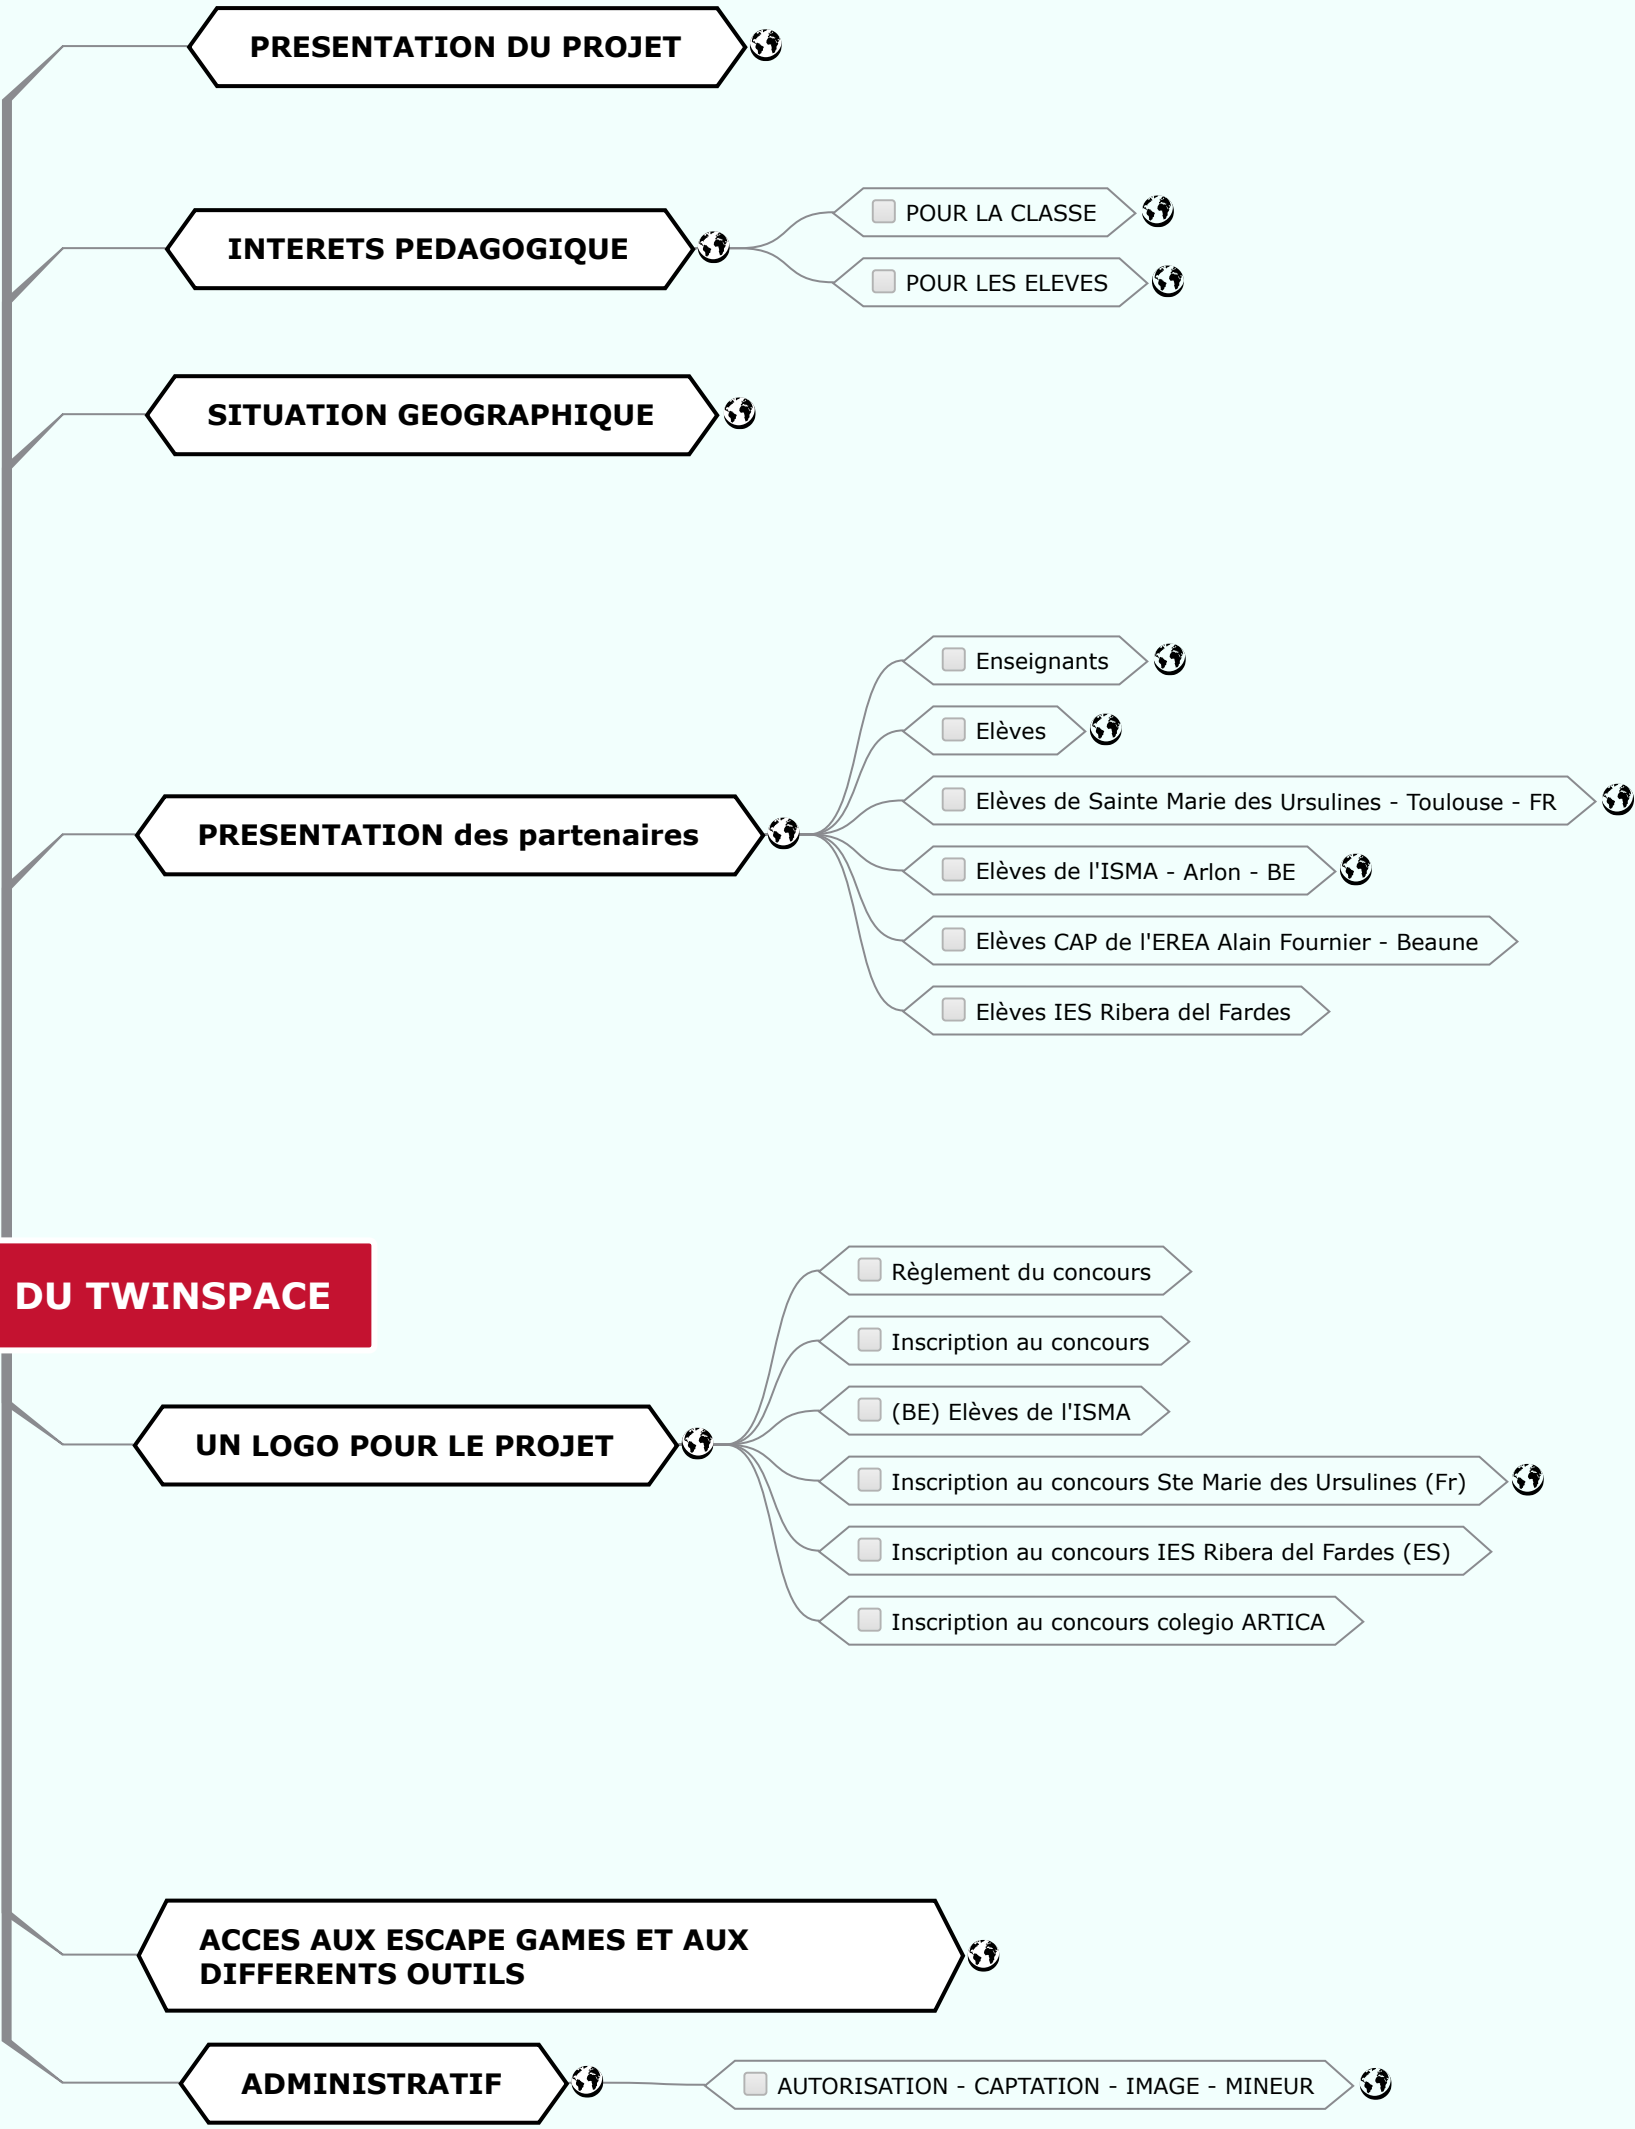 PRESENTATION DU PROJET
INTERETS PEDAGOGIQUE
POUR LA CLASSE
POUR LES ELEVES
SITUATION GEOGRAPHIQUE
PRESENTATION des partenaires
Enseignants
Elèves
Elèves de Sainte Marie des Ursulines - Toulouse - FR
Elèves de l'ISMA - Arlon - BE
Elèves CAP de l'EREA Alain Fournier - Beaune
Elèves IES Ribera del Fardes
DU TWINSPACE
UN LOGO POUR LE PROJET
Règlement du concours
Inscription au concours
(BE) Elèves de l'ISMA
Inscription au concours Ste Marie des Ursulines (Fr)
Inscription au concours IES Ribera del Fardes (ES)
Inscription au concours colegio ARTICA
ACCES AUX ESCAPE GAMES ET AUX
DIFFERENTS OUTILS
ADMINISTRATIF
AUTORISATION - CAPTATION - IMAGE - MINEUR